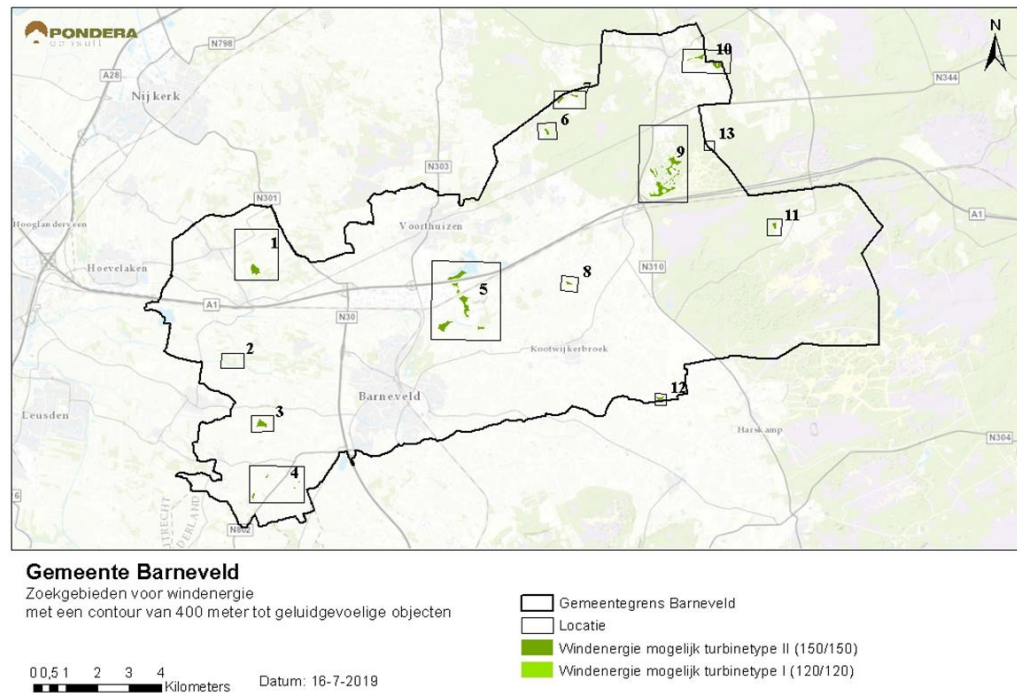 PONDERA
N798
N
10
A28
N344
Nijkerk
7
6
13
N303
9
N301
Hooglanderveen
Voorthuizen
11
A1
1
Hoevelaken
8
N310
5
A1
N30
2
Kootwijkerbroek
Barneveld
12
Leusden
3
Harskamp
N304
4
6
UTRECHT
N802
Gemeente Barneveld
Zoekgebieden voor windenergie
met een contour van 400 meter tot geluidgevoelige objecten
Gemeentegrens Barneveld
Locatie
Windenergie mogelijk turbinetype II (150/150)
Windenergie mogelijk turbinetype I (120/120)
0 0,5 1 2 3 4
Kilometers
Datum: 16-7-2019